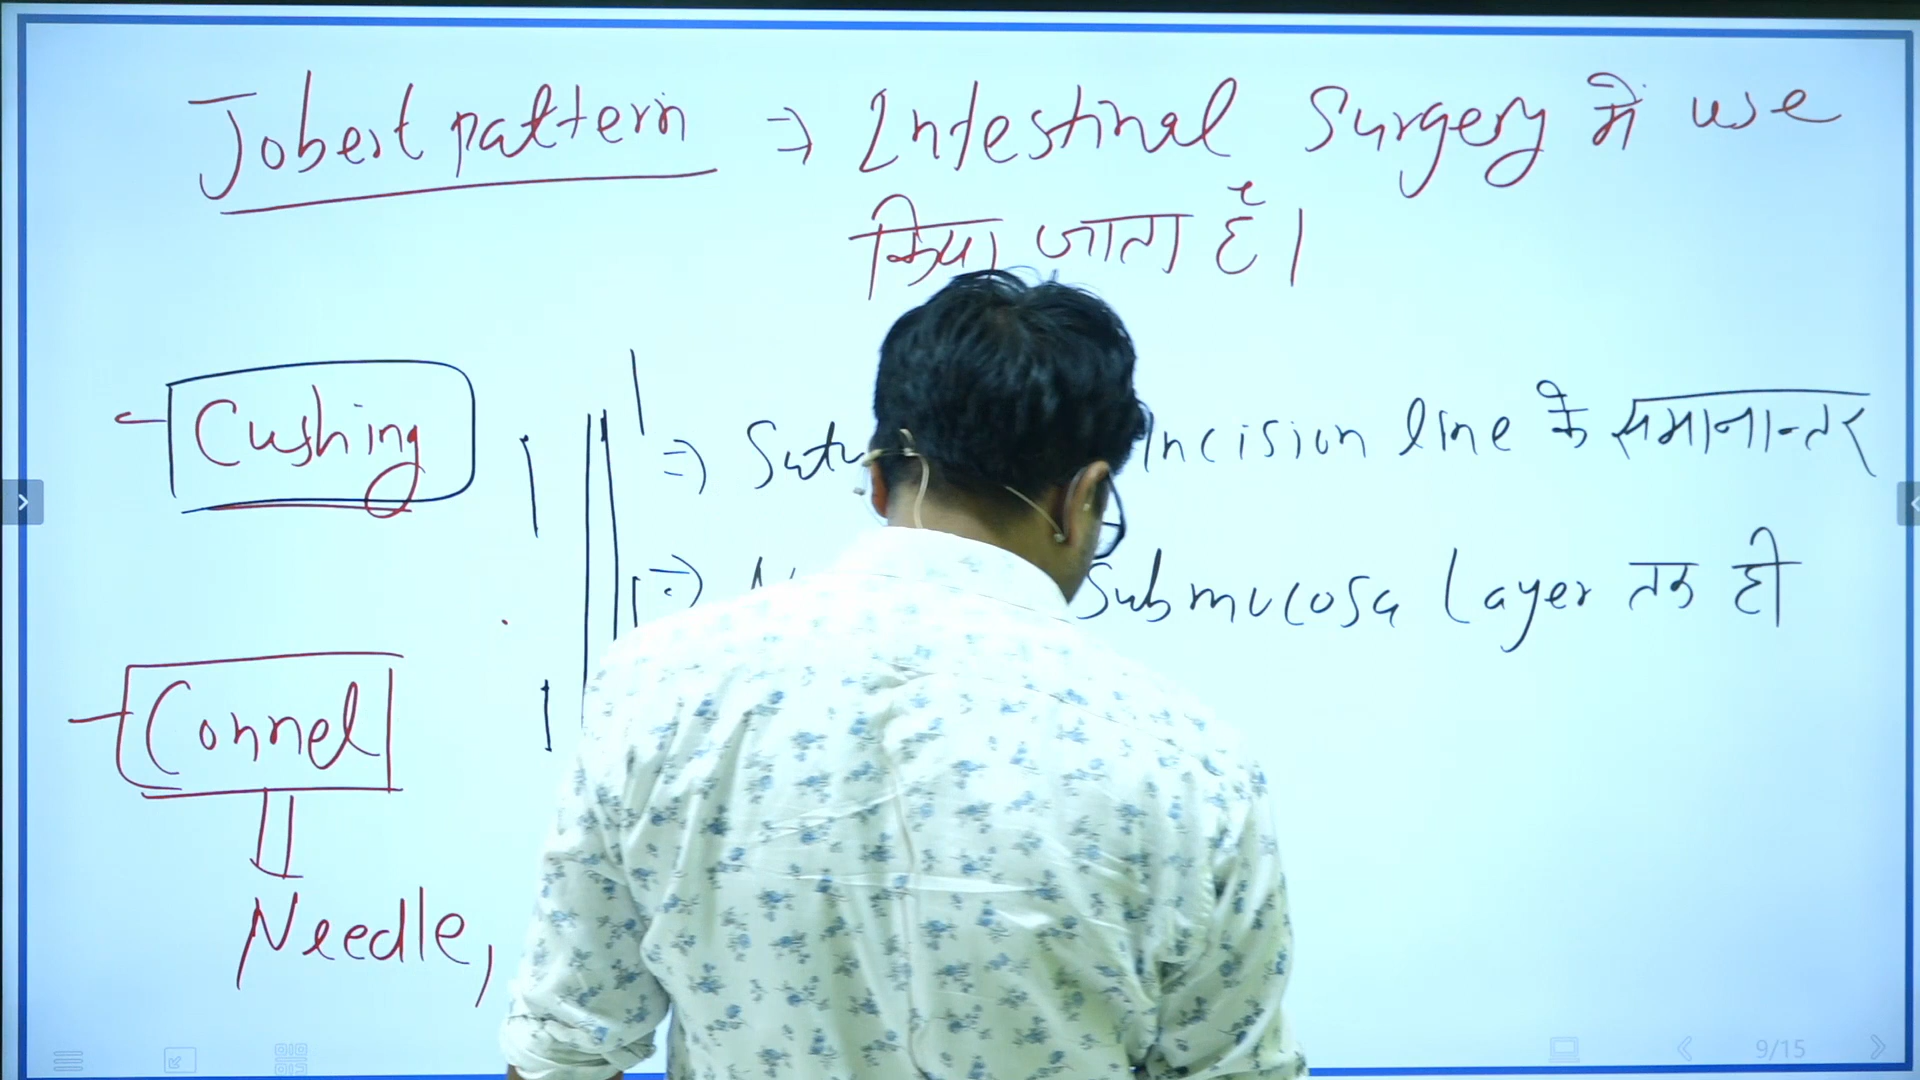 Jobert pattern ⇒ Intestinal Surgery में use
किया जाता है।
Cushing
⇒ Incision line के समानान्तर
⇒ Submucosa Layer तक ही
Connel
Needle,
9/15